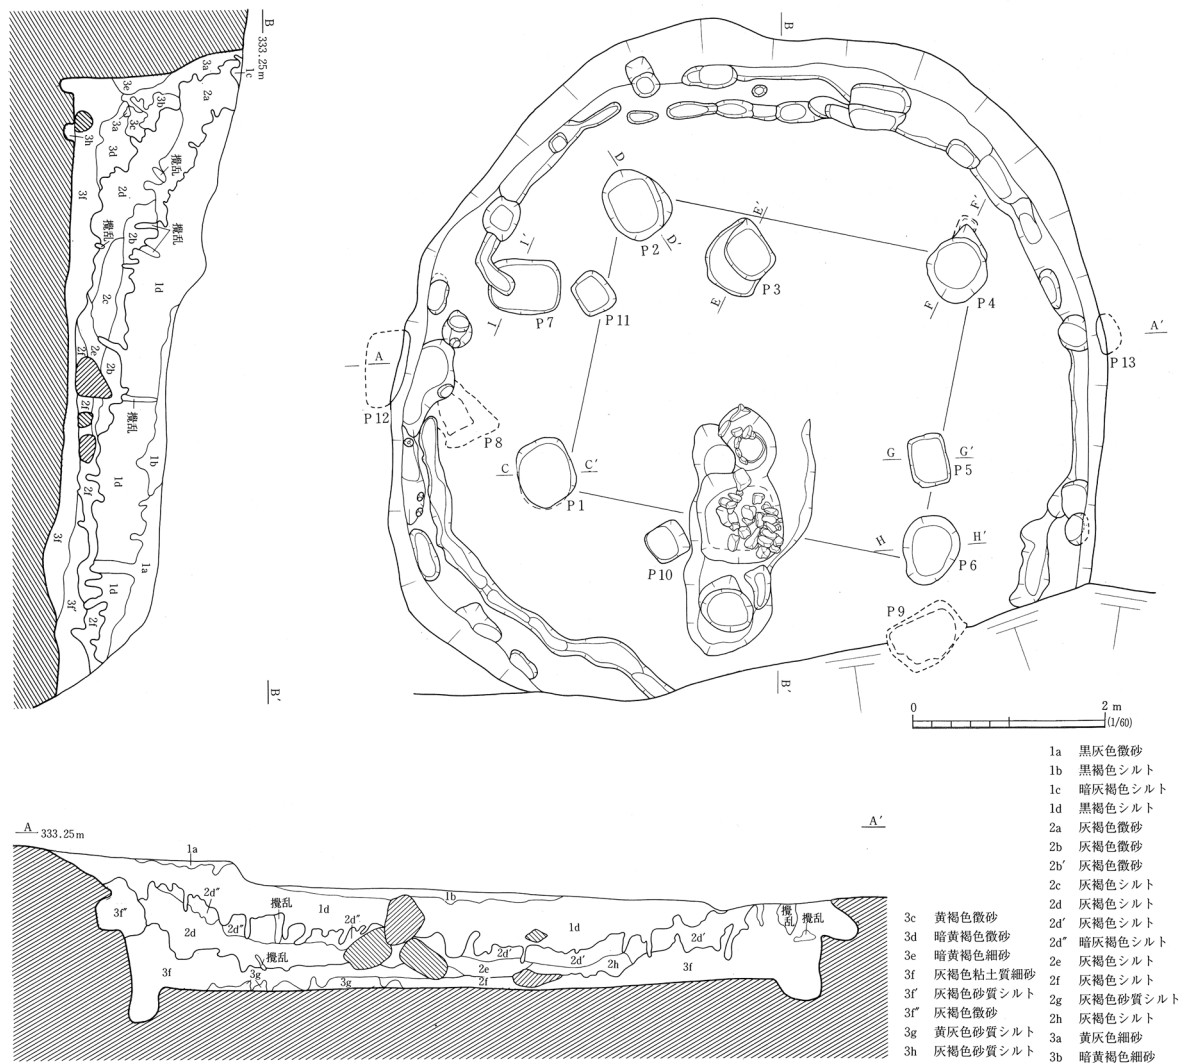 B
333.25m
3a
1c
3e
2a
3b
3a
3c
3h
3d
攪乱
3f
2d
攪乱
2b
攪乱
1d
2c
2f
2e
2b
2f
攪乱
1b
2f
1d
3f
1a
1d
3f′
2f
B′
B
D
P2
D′
E′
E
P3
F′
F
P4
I′
I
P7
P11
A
P12
P8
A′
P13
C
C′
P1
G
G′
P5
P10
H
H′
P6
P9
B′
0
2 m
(1/60)
A
333.25m
A′
1a
2d″
3f″
2d
2d″
攪乱
1d
2d″
1b
1d
攪乱
攪乱
攪乱
2d′
2d′
2d′
2h
2e
2f
3f
3g
3g
3f
1a 黒灰色微砂
1b 黒褐色シルト
1c 暗灰褐色シルト
1d 黒褐色シルト
2a 灰褐色微砂
2b 灰褐色微砂
2b′ 灰褐色微砂
2c 灰褐色シルト
2d 灰褐色シルト
2d′ 灰褐色シルト
2d″ 暗灰褐色シルト
2e 灰褐色シルト
2f 灰褐色シルト
2g 灰褐色砂質シルト
2h 灰褐色シルト
3a 黄灰色細砂
3b 暗黄褐色細砂
3c 黄褐色微砂
3d 暗黄褐色微砂
3e 暗黄褐色細砂
3f 灰褐色粘土質細砂
3f′ 灰褐色砂質シルト
3f″ 灰褐色微砂
3g 黄灰色砂質シルト
3h 灰褐色砂質シルト